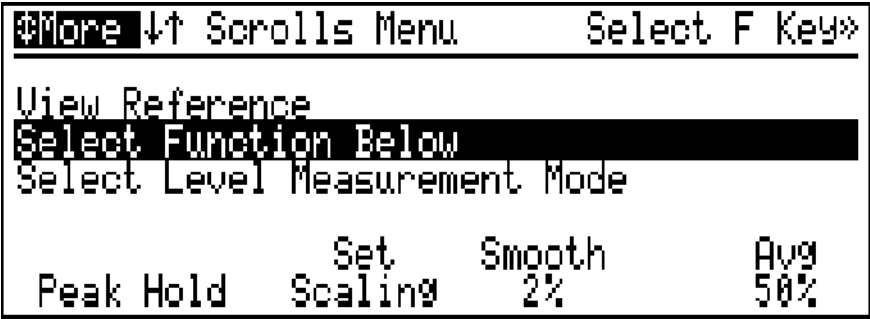 ⇕More ↓↑ Scrolls Menu Select F Key»
View Reference
Select Function Below
Select Level Measurement Mode
Set Smooth Avg
Peak Hold Scaling 2% 50%